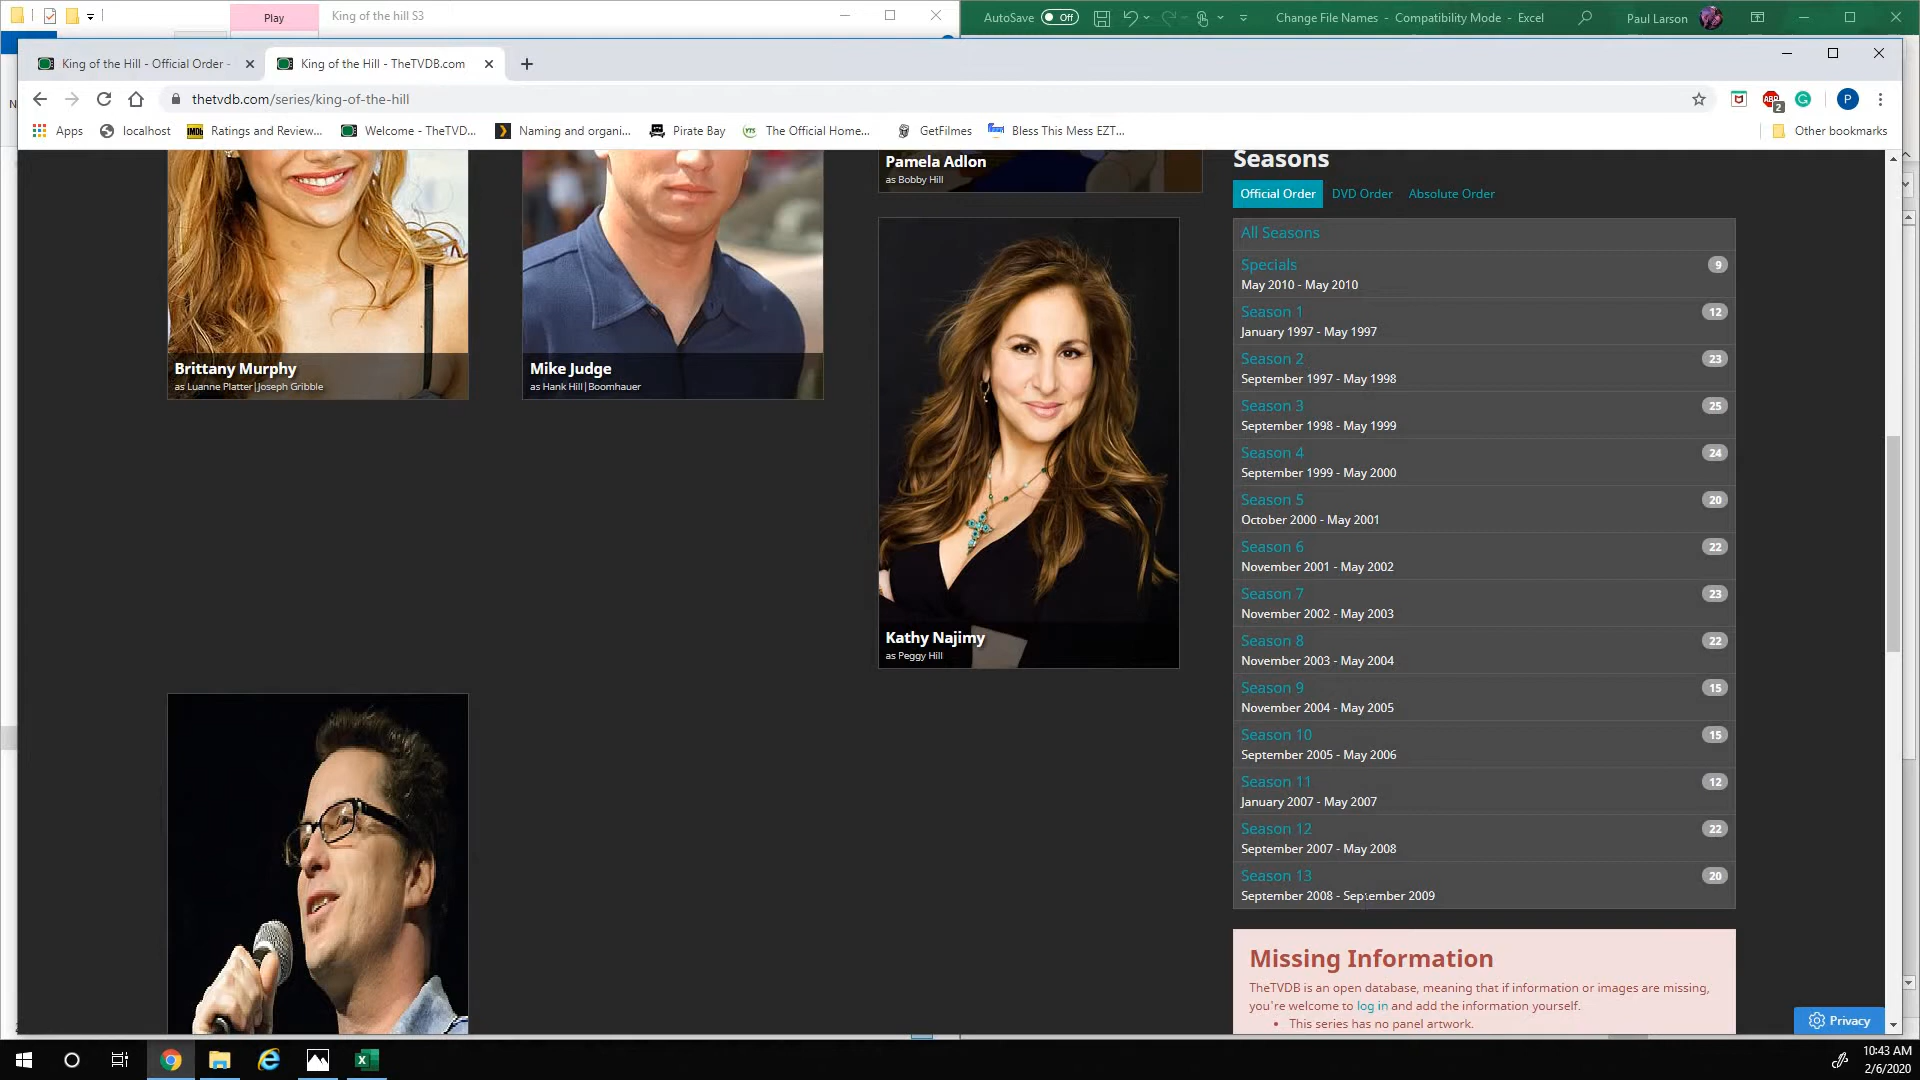 Play
King of the hill S3
AutoSave
Off
Change File Names - Compatibility Mode - Excel
Paul Larson
King of the Hill - Official Order -
King of the Hill - TheTVDB.com
N
thetvdb.com/series/king-of-the-hill
2
P
Apps
localhost
IMDb
Ratings and Review...
Welcome - TheTVD...
Naming and organi...
Pirate Bay
YTS
The Official Home...
GetFilmes
Bless This Mess EZT...
Other bookmarks
Pamela Adlon
as Bobby Hill
Brittany Murphy
as Luanne Platter|Joseph Gribble
Mike Judge
as Hank Hill|Boomhauer
Kathy Najimy
as Peggy Hill
Seasons
Official Order
DVD Order
Absolute Order
All Seasons
Specials 9
May 2010 - May 2010
Season 1 12
January 1997 - May 1997
Season 2 23
September 1997 - May 1998
Season 3 25
September 1998 - May 1999
Season 4 24
September 1999 - May 2000
Season 5 20
October 2000 - May 2001
Season 6 22
November 2001 - May 2002
Season 7 23
November 2002 - May 2003
Season 8 22
November 2003 - May 2004
Season 9 15
November 2004 - May 2005
Season 10 15
September 2005 - May 2006
Season 11 12
January 2007 - May 2007
Season 12 22
September 2007 - May 2008
Season 13 20
September 2008 - September 2009
Missing Information
TheTVDB is an open database, meaning that if information or images are missing,
you're welcome to log in and add the information yourself.
• This series has no panel artwork.
Privacy
10:43 AM
2/6/2020